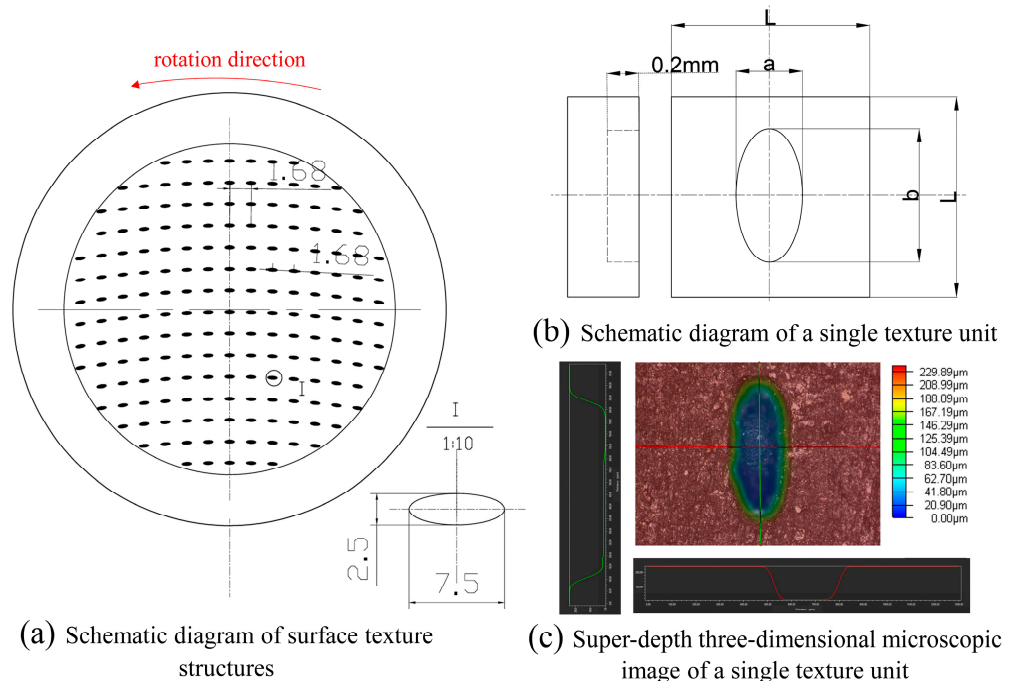 rotation direction
1.68
1.68
I
I
1:10
2.5
7.5
(a) Schematic diagram of surface texture
structures
L
0.2mm
a
b
L
(b) Schematic diagram of a single texture unit
229.89μm
208.99μm
100.09μm
167.19μm
146.29μm
125.39μm
104.49μm
83.60μm
62.70μm
41.80μm
20.90μm
0.00μm
(c) Super-depth three-dimensional microscopic
image of a single texture unit